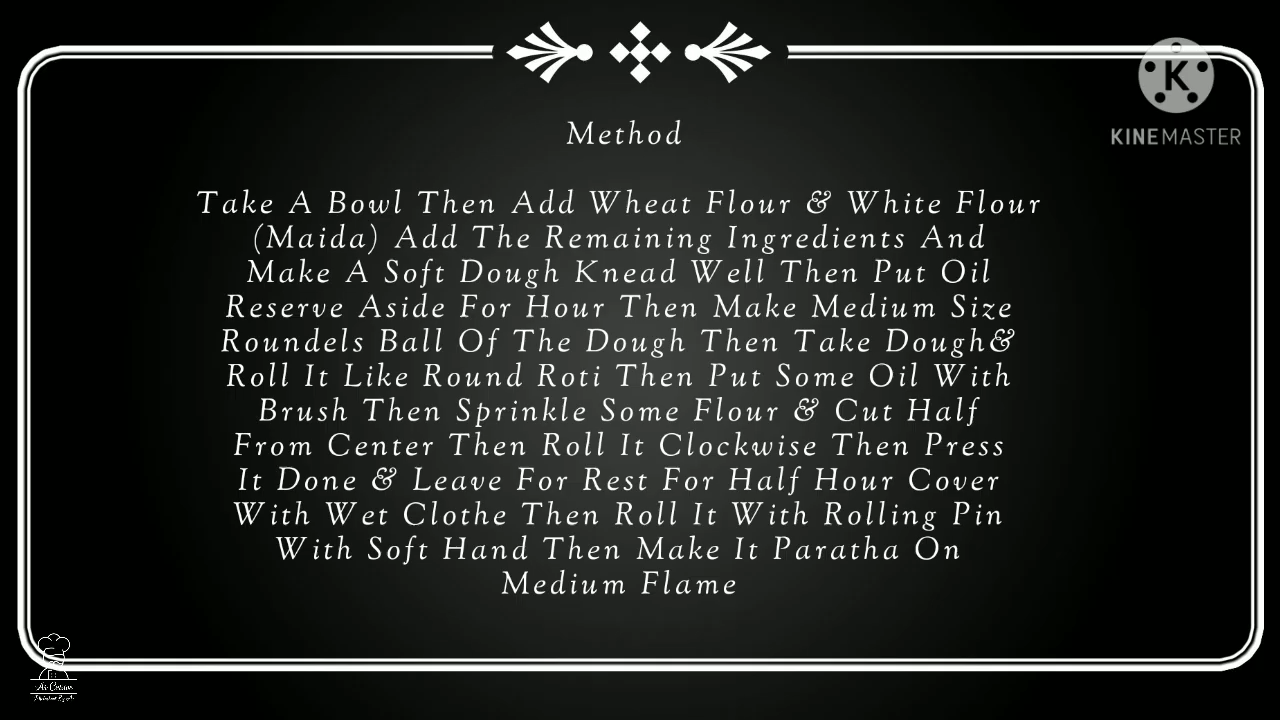 Method
Take A Bowl Then Add Wheat Flour & White Flour
(Maida) Add The Remaining Ingredients And
Make A Soft Dough Knead Well Then Put Oil
Reserve Aside For Hour Then Make Medium Size
Roundels Ball Of The Dough Then Take Dough&
Roll It Like Round Roti Then Put Some Oil With
Brush Then Sprinkle Some Flour & Cut Half
From Center Then Roll It Clockwise Then Press
It Done & Leave For Rest For Half Hour Cover
With Wet Clothe Then Roll It With Rolling Pin
With Soft Hand Then Make It Paratha On
Medium Flame
K
KINEMASTER